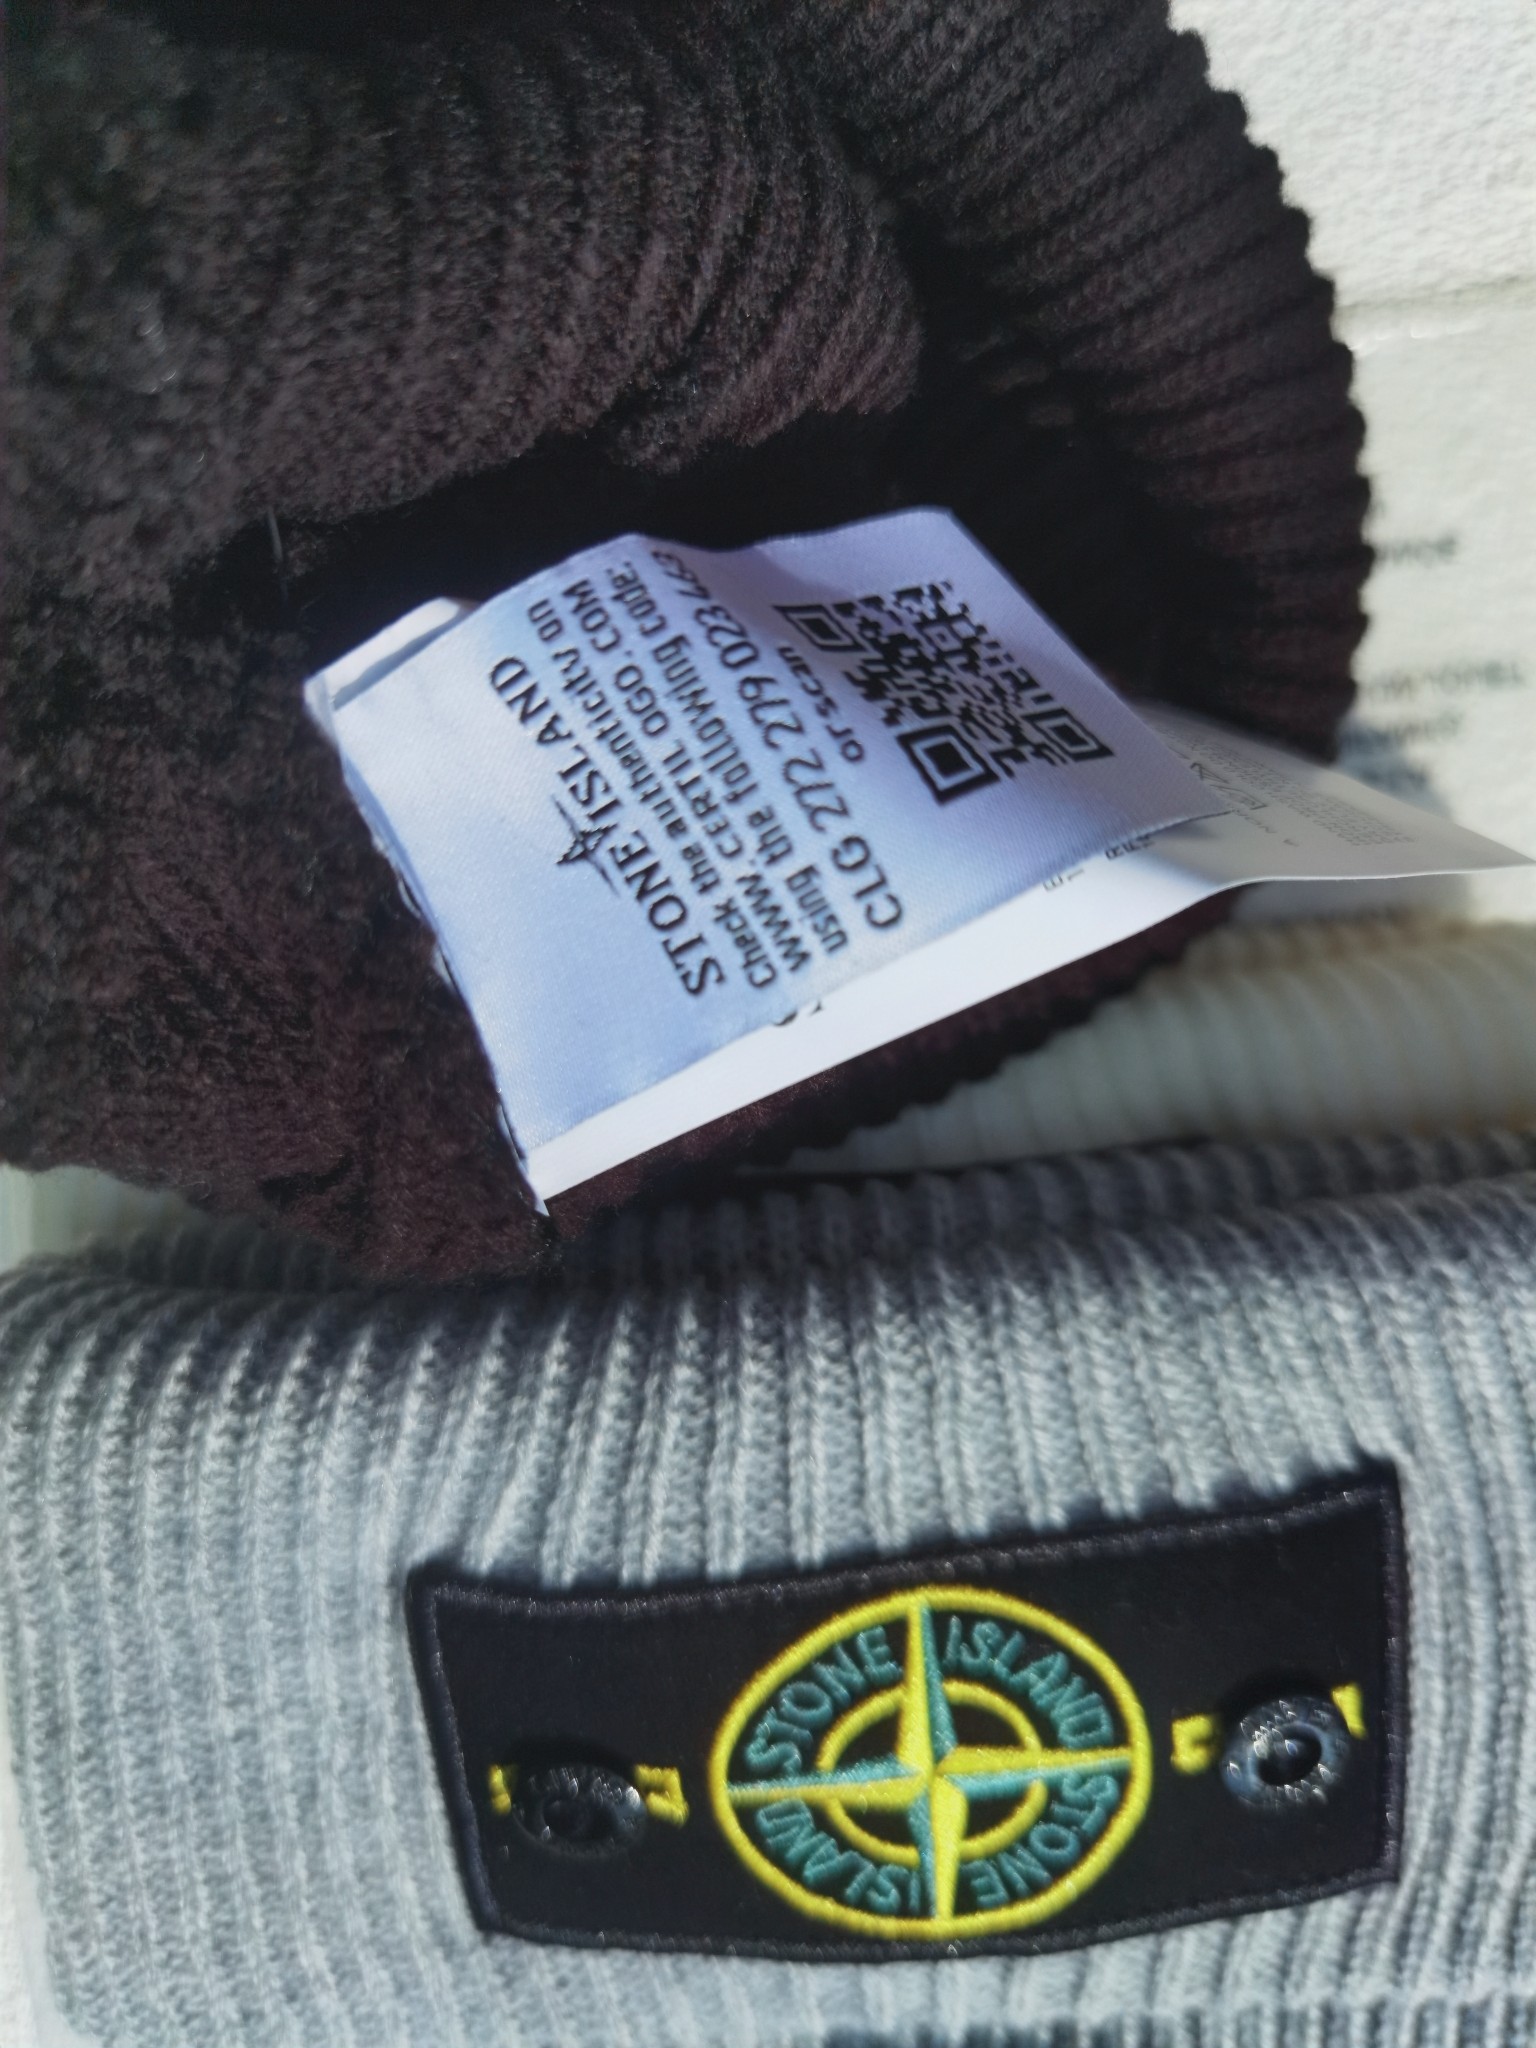 STONE ISLAND
Check the authenticity on
WWW. CERTILOGO. COM
using the following code:
CLG 272 279 023 4663
or scan
STONE ISLAND
STONE
ISLAND